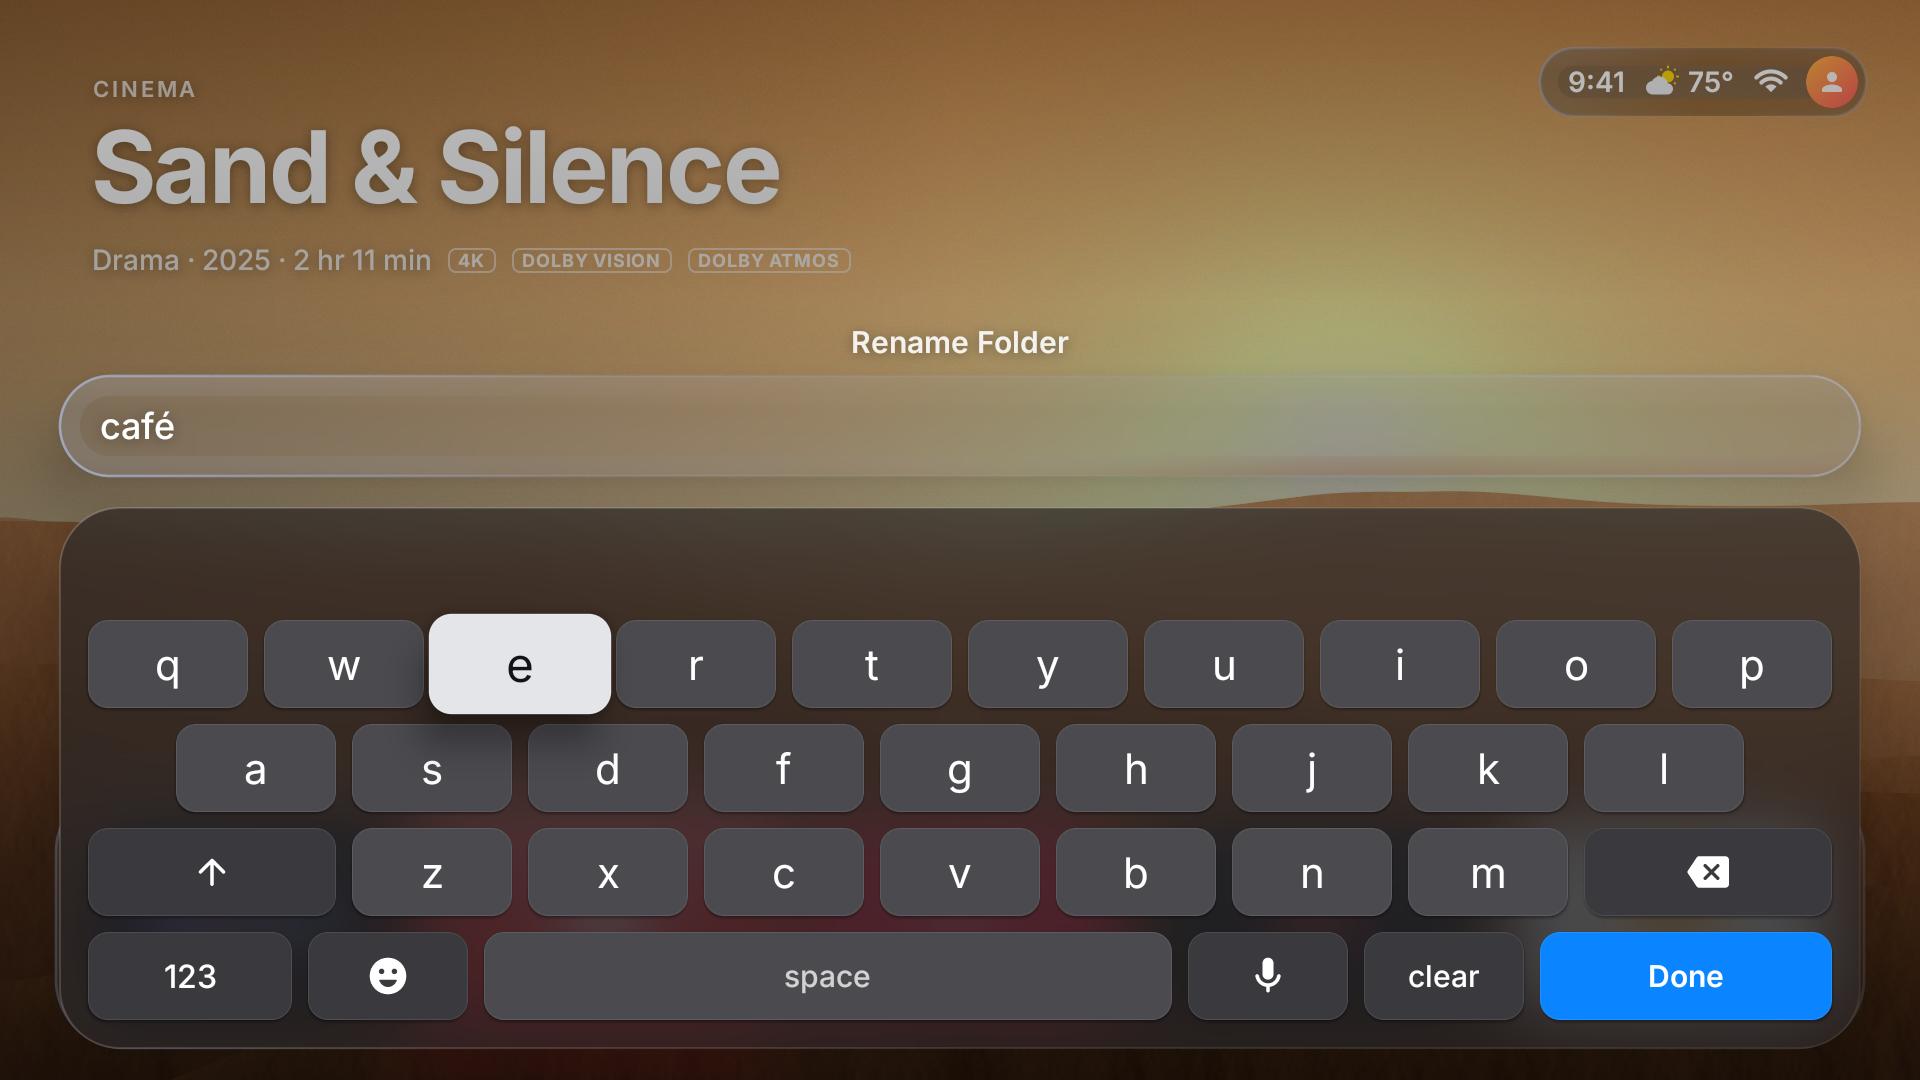 CINEMA
9:41 75°
Sand & Silence
Drama · 2025 · 2 hr 11 min 4K DOLBY VISION DOLBY ATMOS
Rename Folder
café
q w e r t y u i o p
a s d f g h j k l
z x c v b n m
123 space clear Done